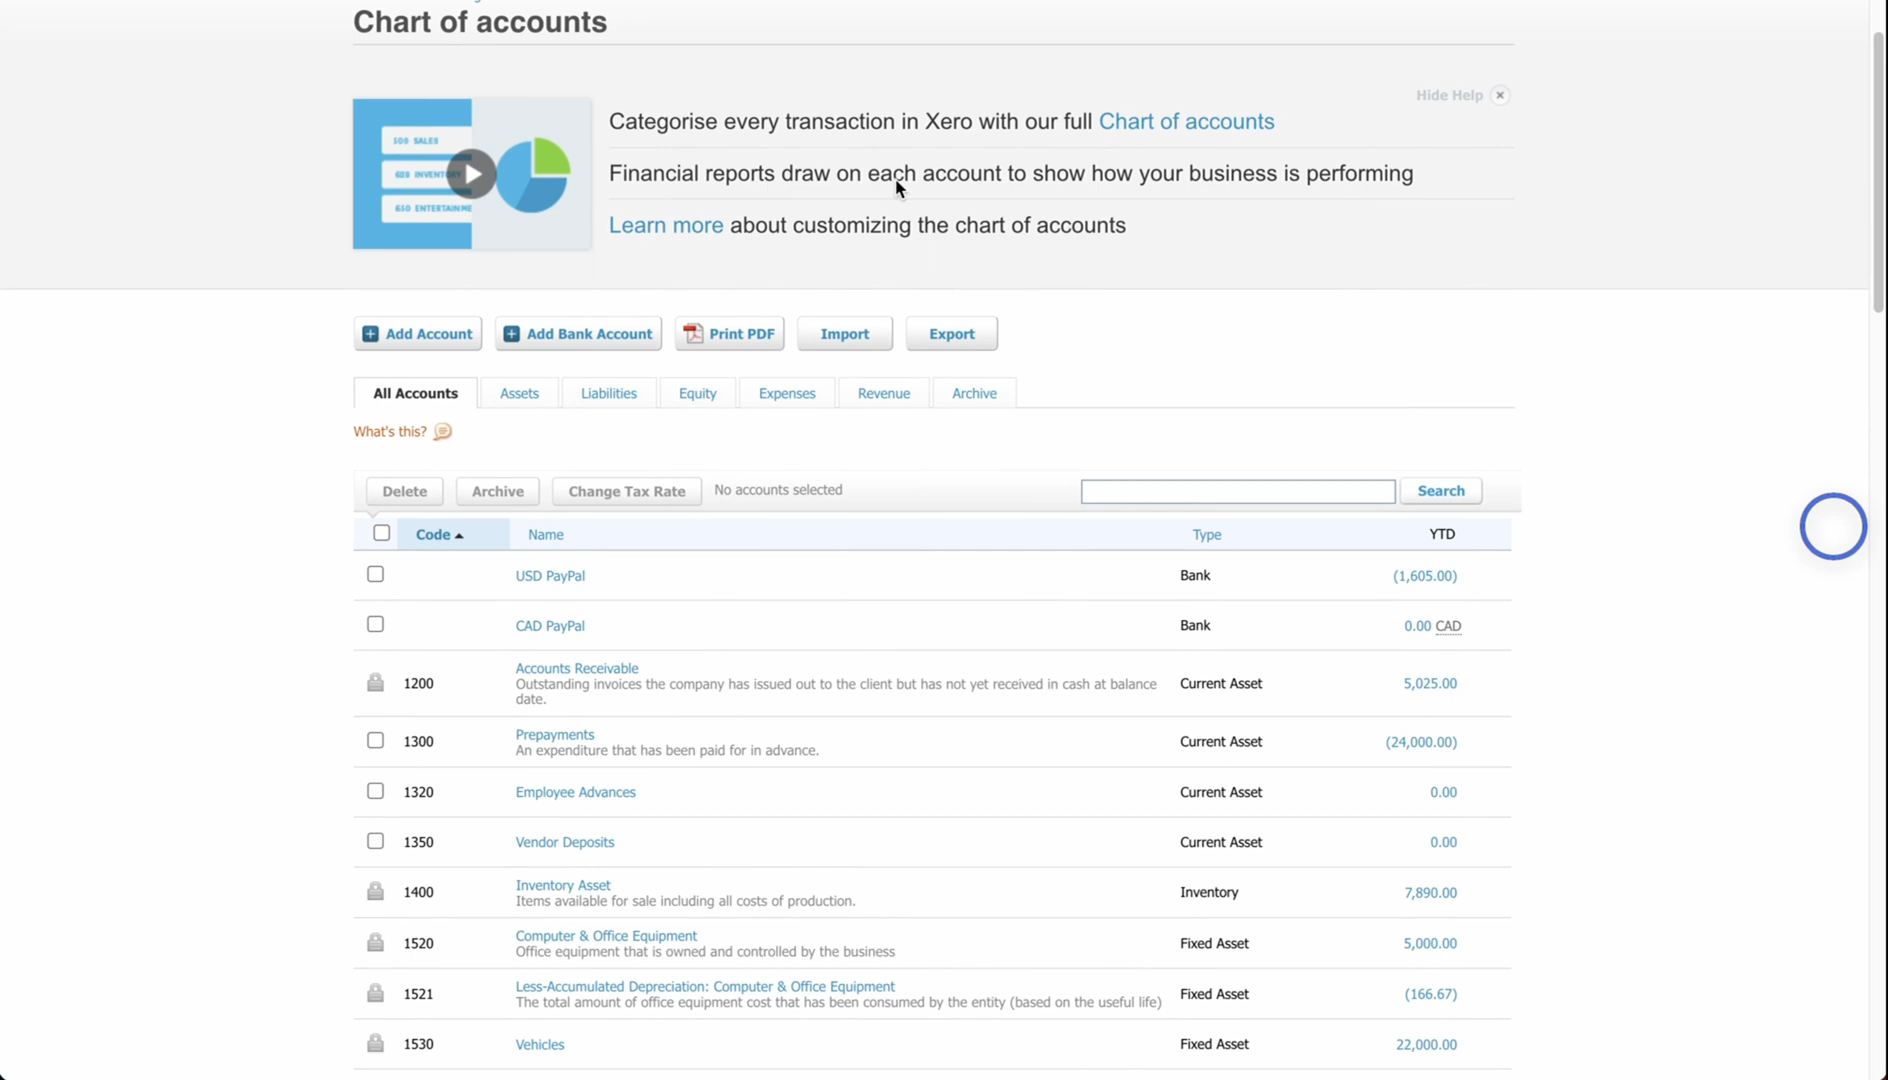 Chart of accounts
Hide Help
Categorise every transaction in Xero with our full Chart of accounts
500 SALES
Financial reports draw on each account to show how your business is performing
650 ENTERTAINME
Learn more about customizing the chart of accounts
Add Account Add Bank Account Print PDF Import Export
All Accounts Assets Liabilities Equity Expenses Revenue Archive
What's this?
Delete Archive Change Tax Rate No accounts selected Search
Code Name Type YTD
USD PayPal Bank (1,605.00)
CAD PayPal Bank 0.00 CAD
1200 Accounts Receivable Current Asset 5,025.00
Outstanding invoices the company has issued out to the client but has not yet received in cash at balance
date.
1300 Prepayments Current Asset (24,000.00)
An expenditure that has been paid for in advance.
1320 Employee Advances Current Asset 0.00
1350 Vendor Deposits Current Asset 0.00
1400 Inventory Asset Inventory 7,890.00
Items available for sale including all costs of production.
1520 Computer & Office Equipment Fixed Asset 5,000.00
Office equipment that is owned and controlled by the business
1521 Less-Accumulated Depreciation: Computer & Office Equipment Fixed Asset (166.67)
The total amount of office equipment cost that has been consumed by the entity (based on the useful life)
1530 Vehicles Fixed Asset 22,000.00